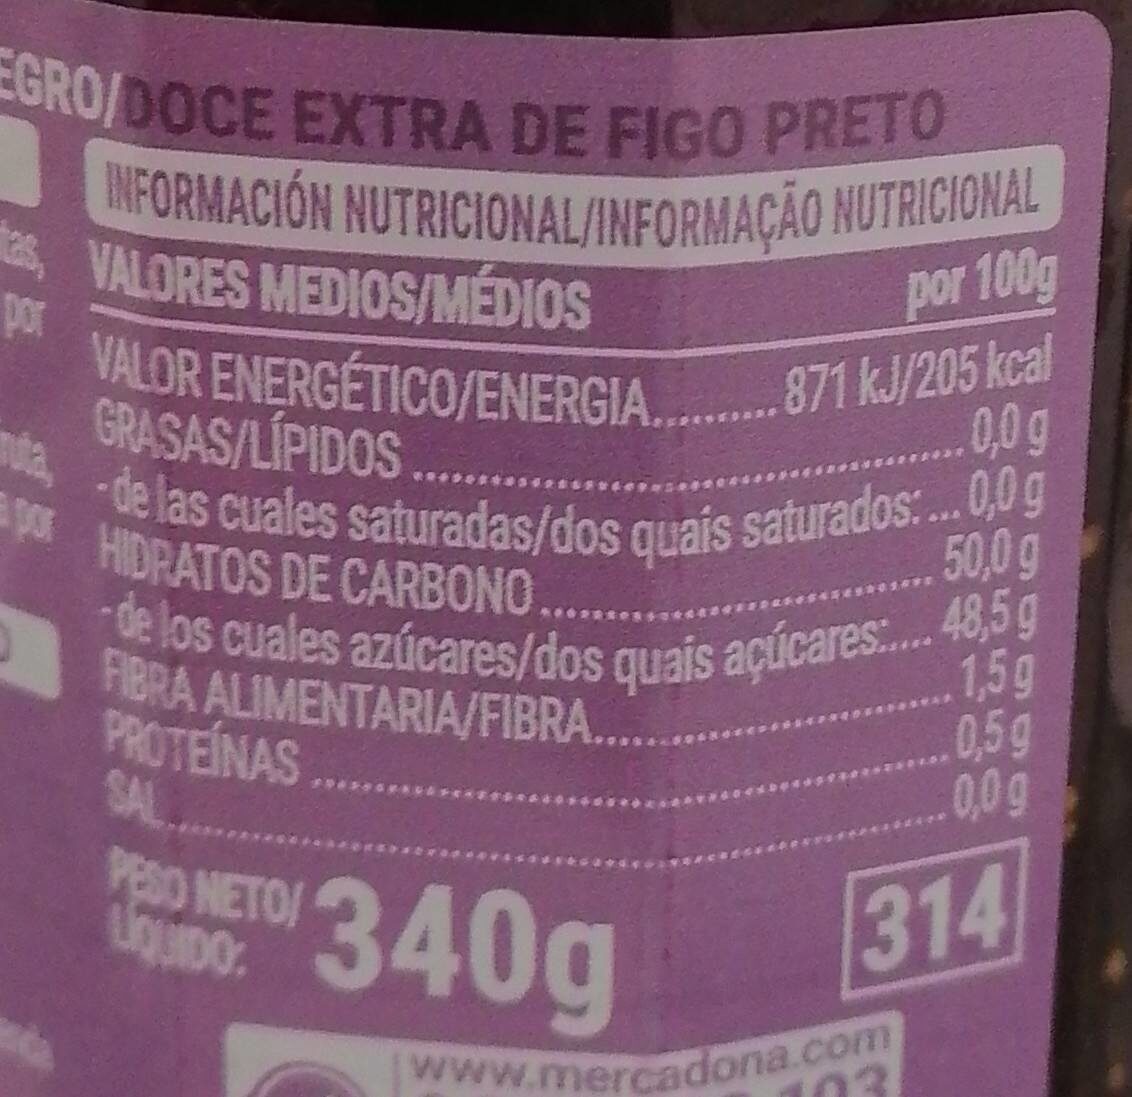 EGRO/DOCE EXTRA DE FIGO PRETO
INFORMACIÓN NUTRICIONAL/INFORMAÇÃO NUTRICIONAL
VALORES MEDIOS/MÉDIOS por 100g
VALOR ENERGÉTICO/ENERGIA.......... 871 kJ/205 kcal
GRASAS/LÍPIDOS .......... 0,0 g
- de las cuales saturadas/dos quais saturados: ... 0,0 g
HIDRATOS DE CARBONO .......... 50,0 g
- de los cuales azúcares/dos quais açúcares:.... 48,5 g
FIBRA ALIMENTARIA/FIBRA.......... 1,5 g
PROTEÍNAS .......... 0,5 g
SAL .......... 0,0 g
PESO NETO/
LÍQUIDO: 340g
314
www.mercadona.com
por
por